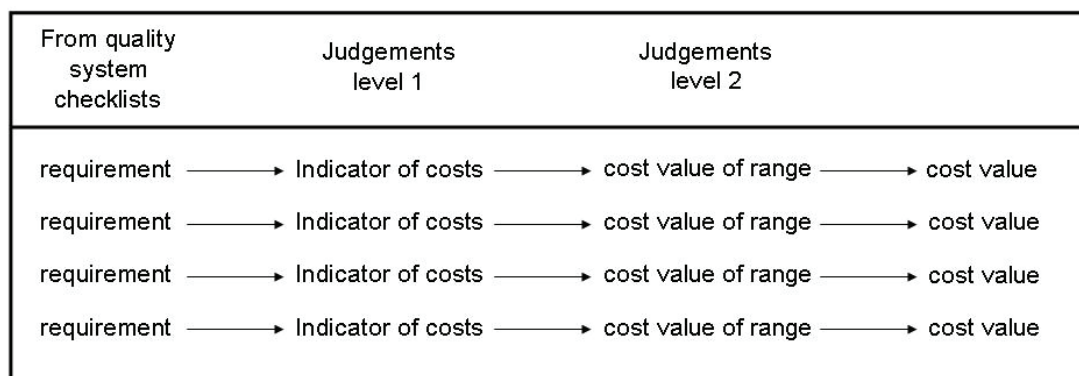 From quality
system
checklists
Judgements
level 1
Judgements
level 2
requirement Indicator of costs cost value of range cost value
requirement Indicator of costs cost value of range cost value
requirement Indicator of costs cost value of range cost value
requirement Indicator of costs cost value of range cost value